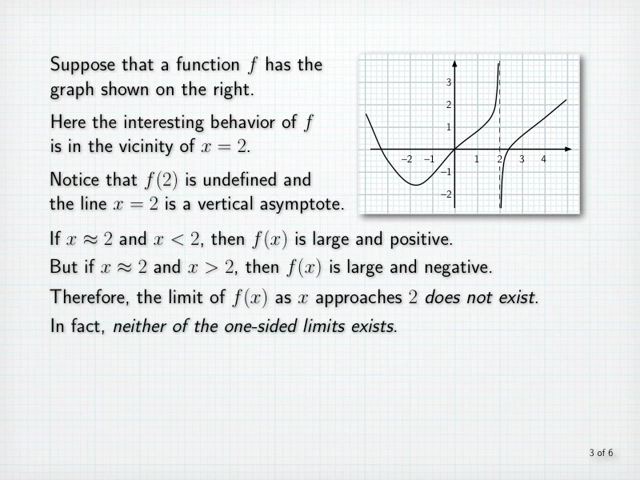 Suppose that a function f has the
graph shown on the right.
Here the interesting behavior of f
is in the vicinity of x = 2.
Notice that f(2) is undefined and
the line x = 2 is a vertical asymptote.
3
2
1
−2 −1 1 2 3 4
−1
−2
If x ≈ 2 and x < 2, then f(x) is large and positive.
But if x ≈ 2 and x > 2, then f(x) is large and negative.
Therefore, the limit of f(x) as x approaches 2 does not exist.
In fact, neither of the one-sided limits exists.
3 of 6